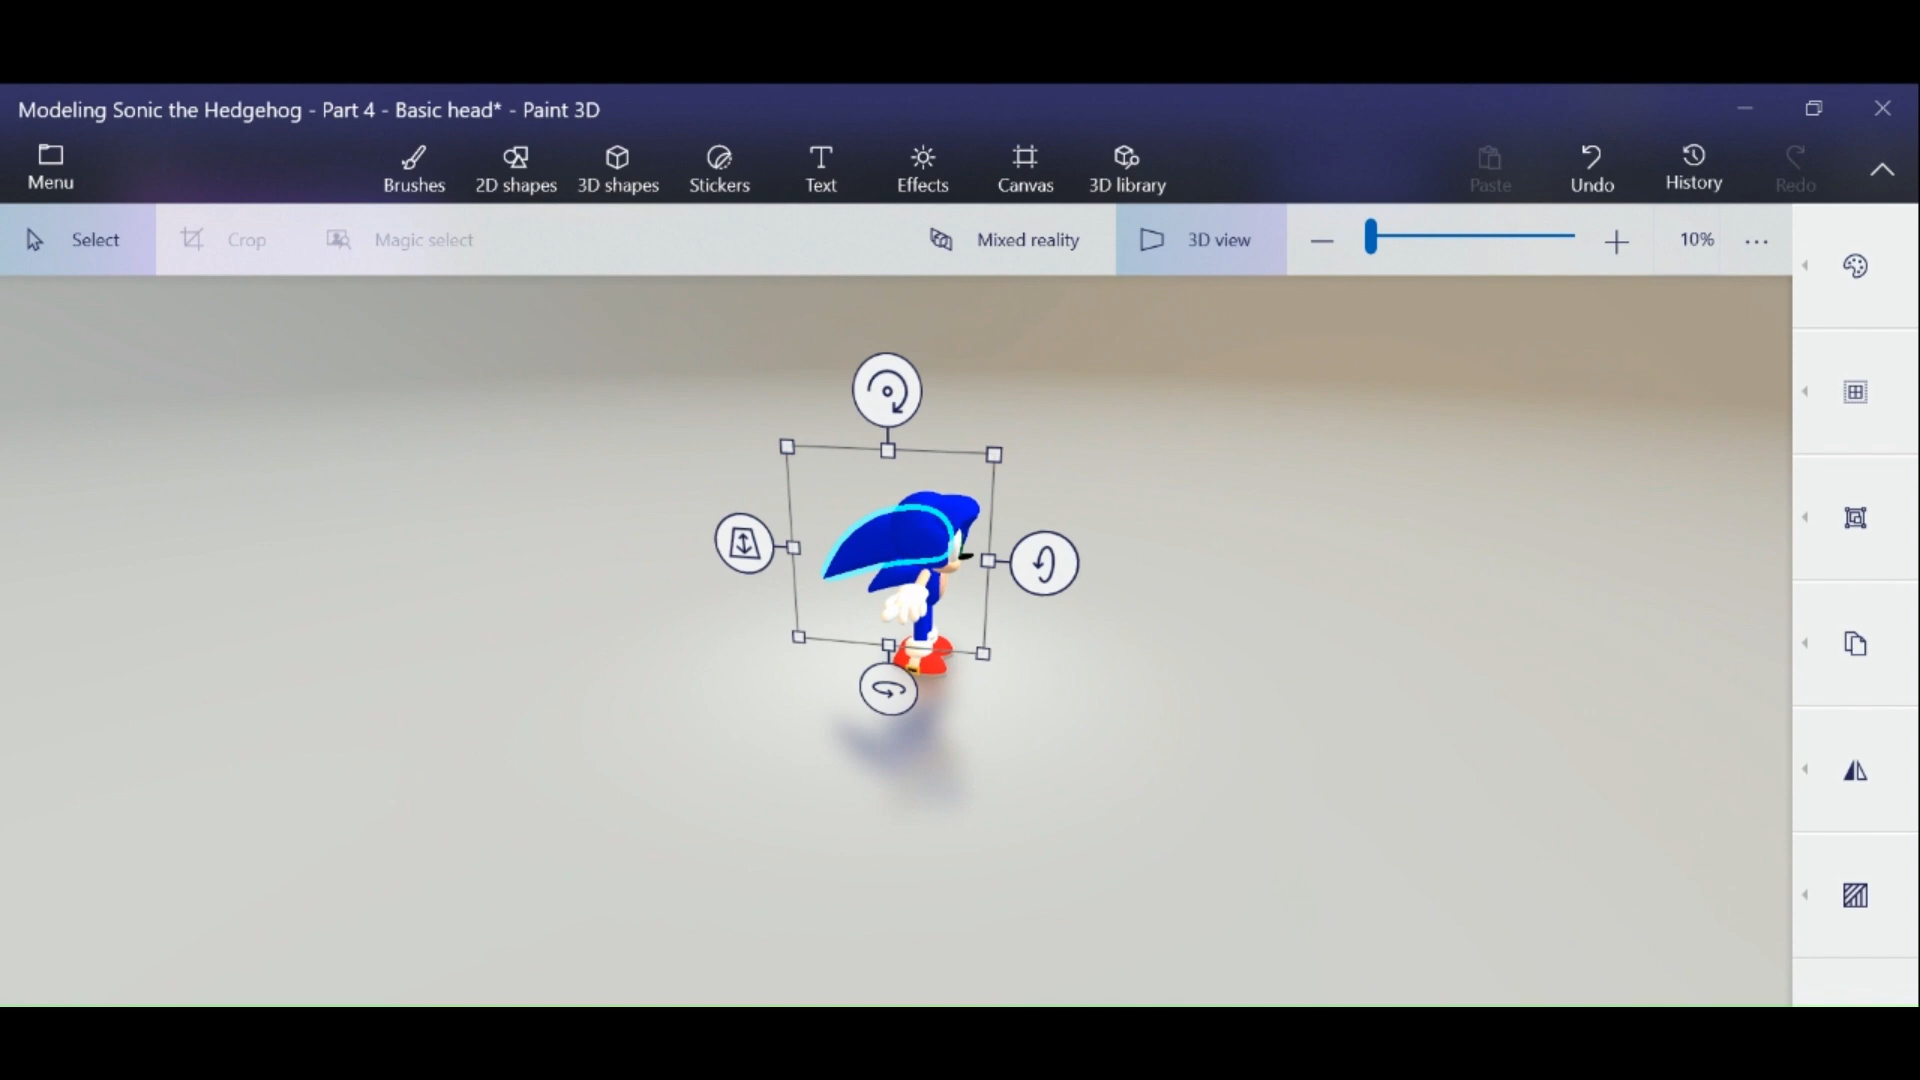 Modeling Sonic the Hedgehog - Part 4 - Basic head* - Paint 3D
Menu
Brushes
2D shapes
3D shapes
Stickers
Text
Effects
Canvas
3D library
Paste
Undo
History
Redo
Select
Crop
Magic select
Mixed reality
3D view
10%